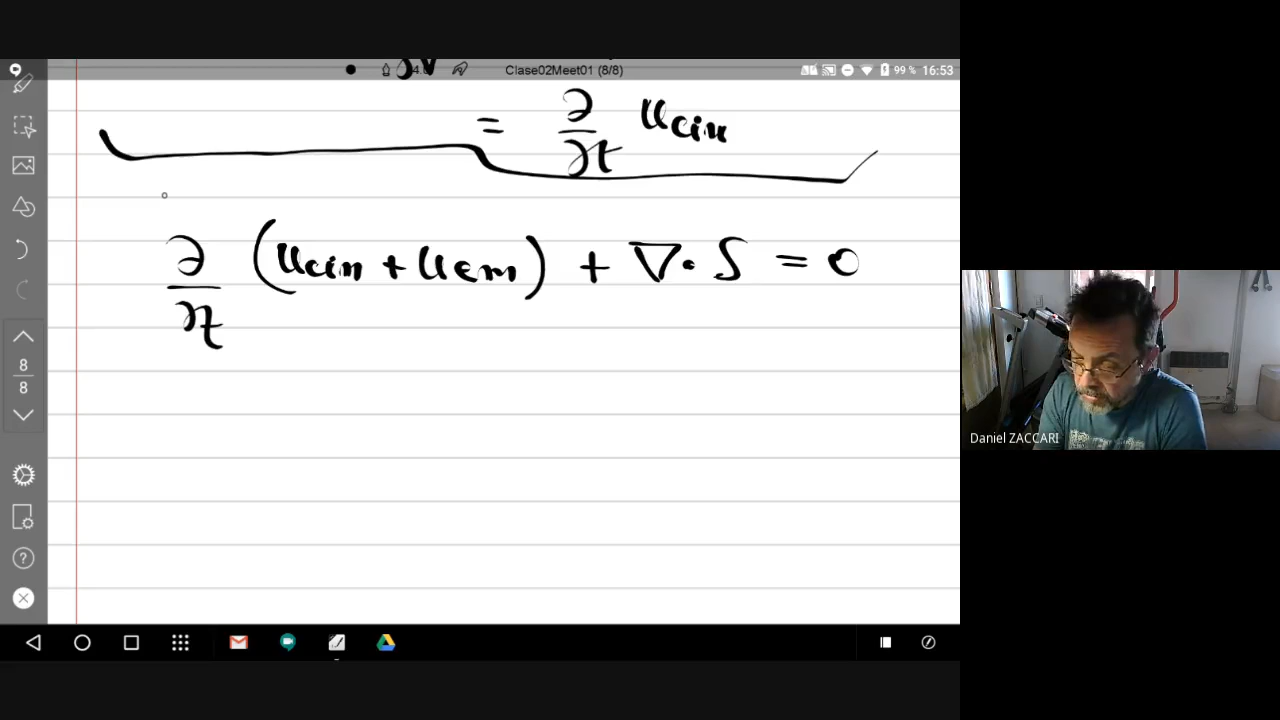 Clase02Meet01 (8/8)
99 % 16:53
= ∂/∂t u_cin
∂/∂t (u_cin + u_em) + ∇· S = 0
8
8
Daniel ZACCARI